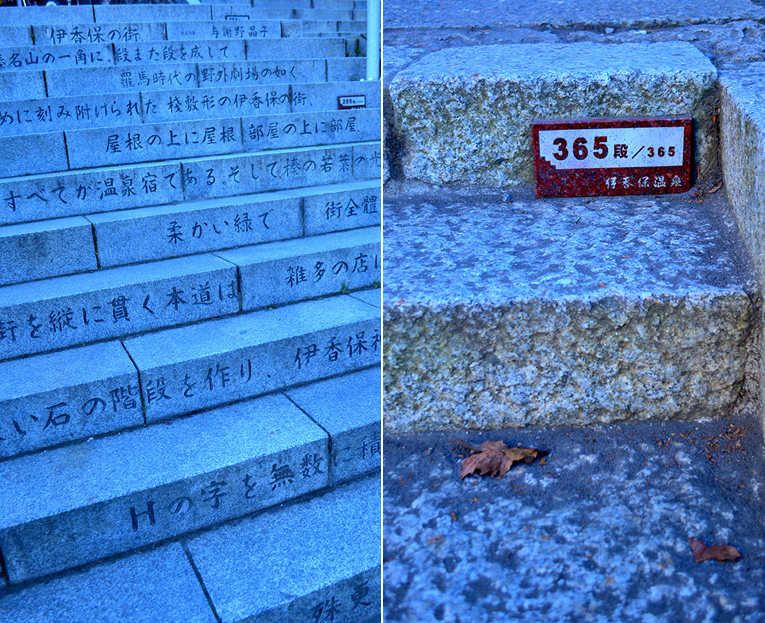 伊香保の街 与謝野晶子
榛名山の一角に、段また段を成して、
羅馬時代の野外劇場の如く、
めに刻み附けられた 桟敷形の伊香保の街、
屋根の上に屋根、部屋の上に部屋、
すべてが温泉宿である、そして榛の若葉の光
柔かい緑で 街全體
街を縦に貫く本道は 雑多の店
い石の階段を作り、伊香保
Hの字を無数に積
殊更
365段/365
伊香保温泉